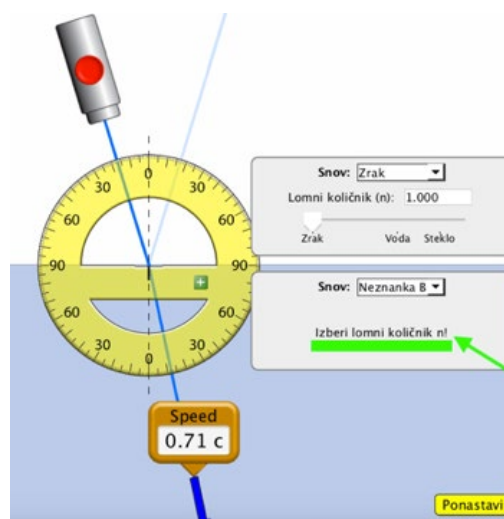 0
30
30
60
60
90
90
60
60
30
30
0
Snov: Zrak
Lomni količnik (n): 1.000
Zrak Voda Steklo
Snov: Neznanka B
Izberi lomni količnik n!
Speed
0.71 c
Ponastavi